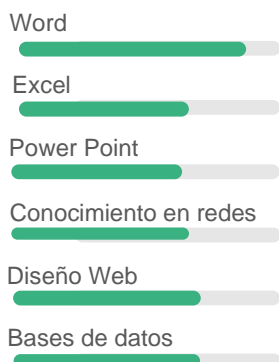 Word
Excel
Power Point
Conocimiento en redes
Diseño Web
Bases de datos